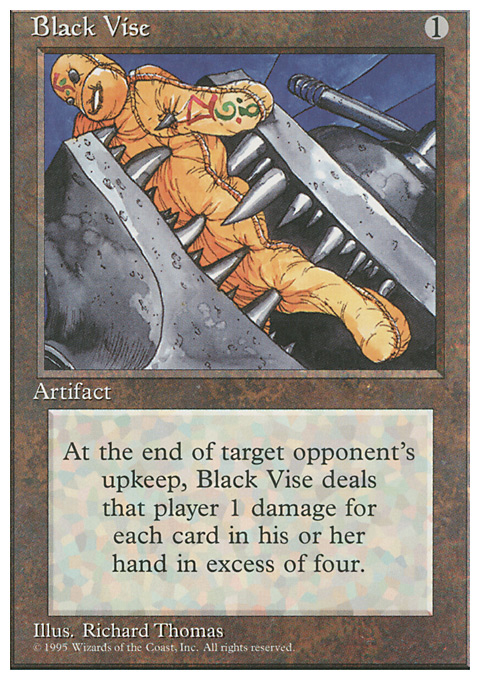 Black Vise 1
Artifact
At the end of target opponent's
upkeep, Black Vise deals
that player 1 damage for
each card in his or her
hand in excess of four.
Illus. Richard Thomas
© 1995 Wizards of the Coast, Inc. All rights reserved.